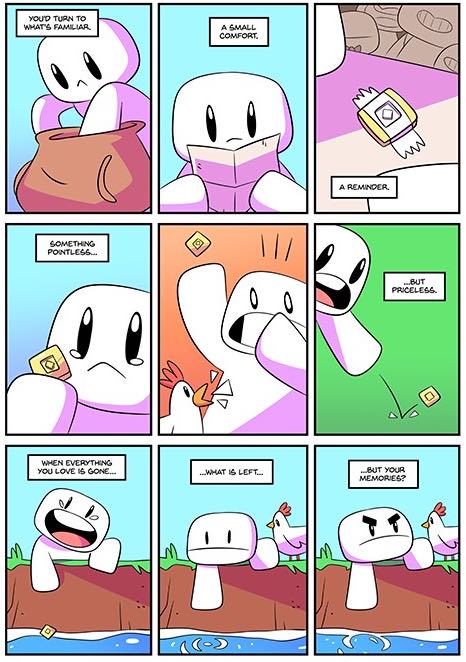 YOU'D TURN TO
WHAT'S FAMILIAR.
A SMALL
COMFORT.
A REMINDER.
SOMETHING
POINTLESS...
...BUT
PRICELESS.
WHEN EVERYTHING
YOU LOVE IS GONE...
...WHAT IS LEFT...
...BUT YOUR
MEMORIES?